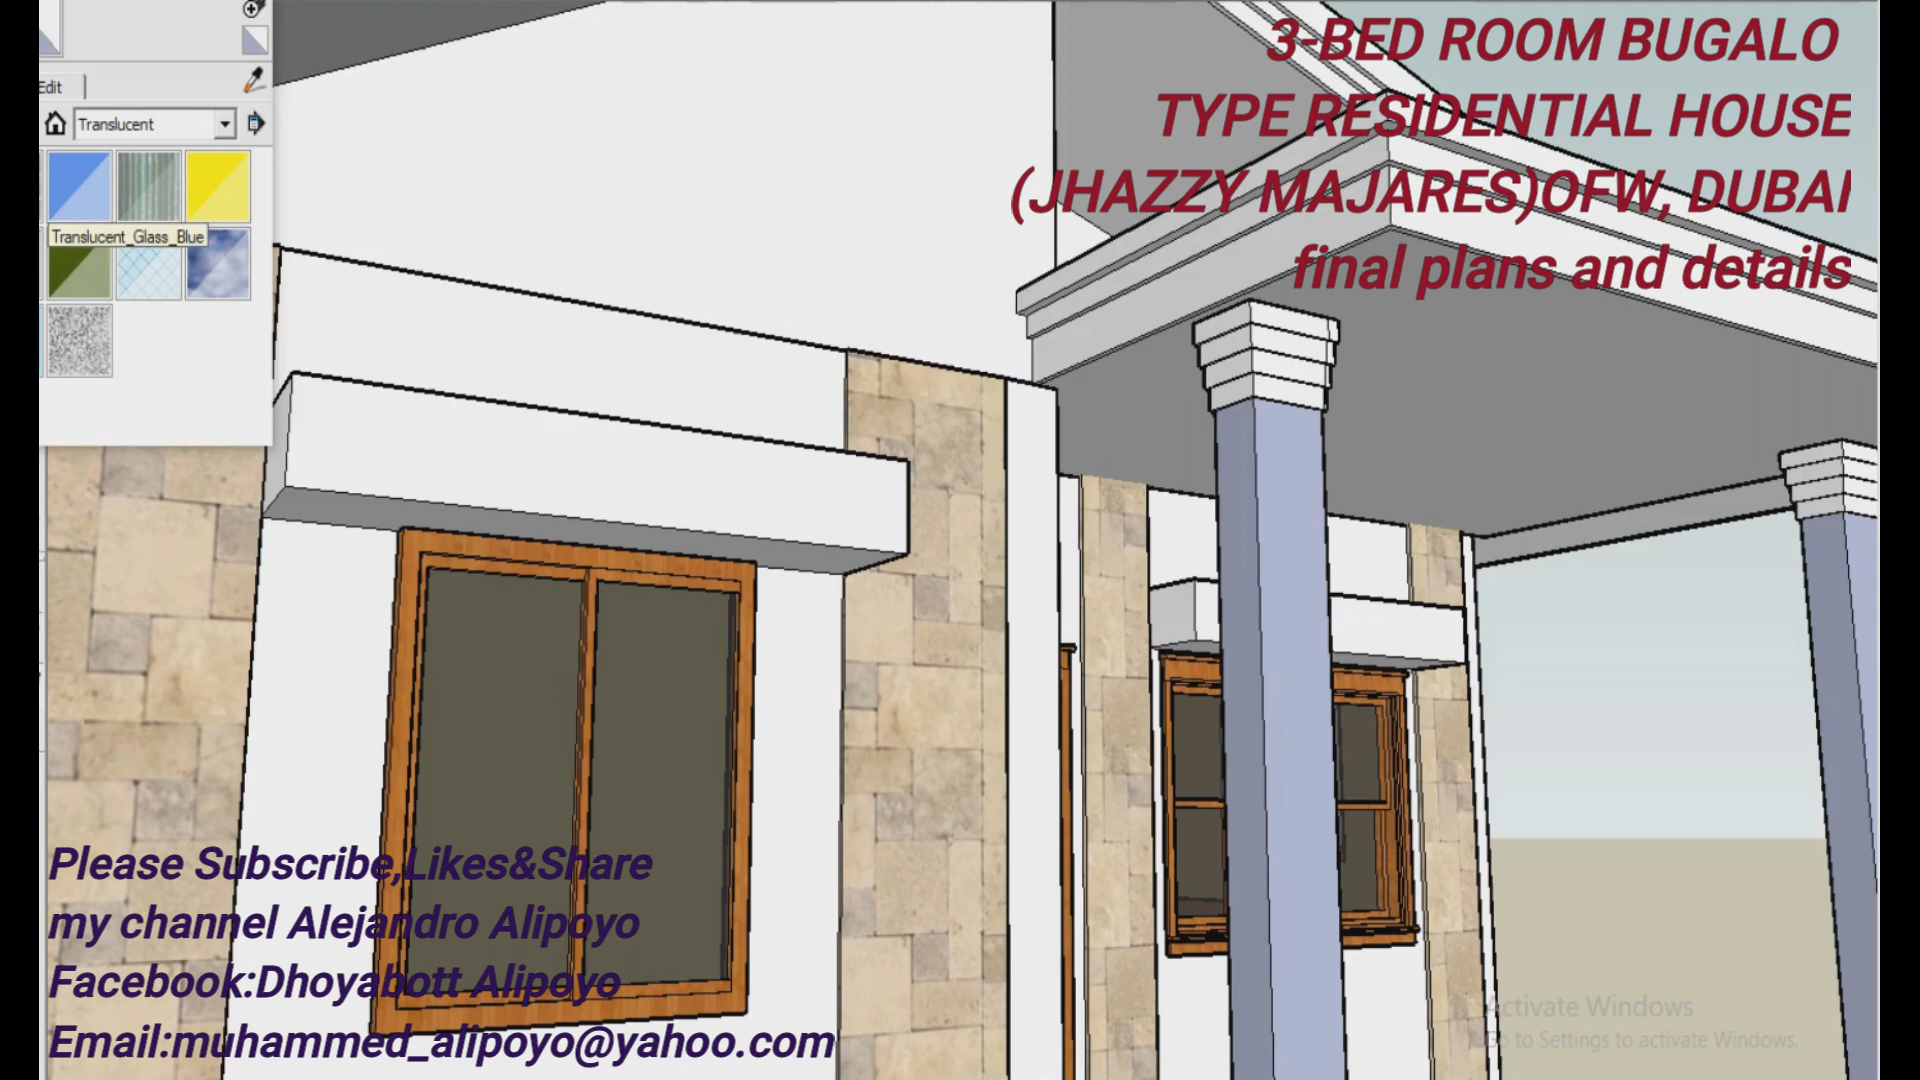 3-BED ROOM BUGALO
TYPE RESIDENTIAL HOUSE
(JHAZZY MAJARES)OFW, DUBAI
final plans and details
Edit
Translucent
Translucent_Glass_Blue
Please Subscribe,Likes&Share
my channel Alejandro Alipoyo
Facebook:Dhoyabott Alipoyo
Email:muhammed_alipoyo@yahoo.com
Activate Windows
Go to Settings to activate Windows.